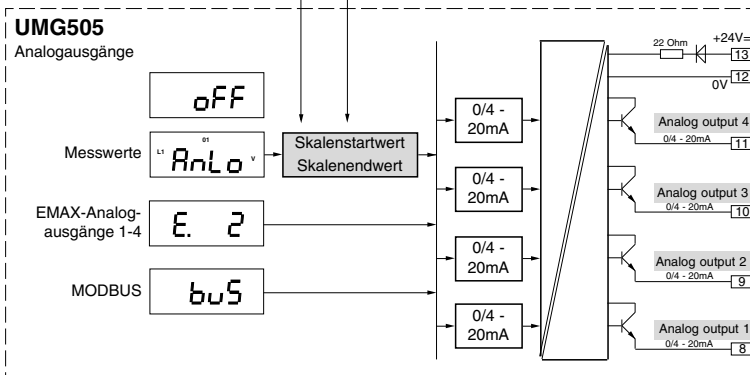 UMG505
Analogausgänge
oFF
Messwerte
L1
01
AnLo
V
Skalenstartwert
Skalenendwert
EMAX-Analog-
ausgänge 1-4
E. 2
MODBUS
buS
0/4 -
20mA
0/4 -
20mA
0/4 -
20mA
0/4 -
20mA
22 Ohm
+24V=
13
12
0V
Analog output 4
0/4 - 20mA
11
Analog output 3
0/4 - 20mA
10
Analog output 2
0/4 - 20mA
9
Analog output 1
0/4 - 20mA
8